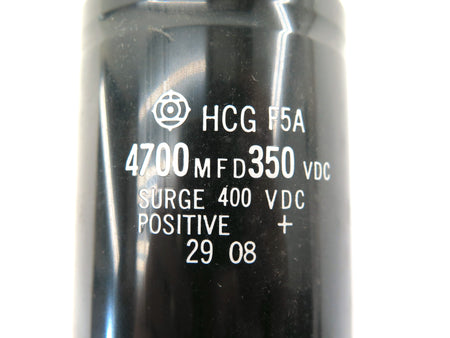 HCG F5A
4700 MFD 350 VDC
SURGE 400 VDC
POSITIVE +
29 08